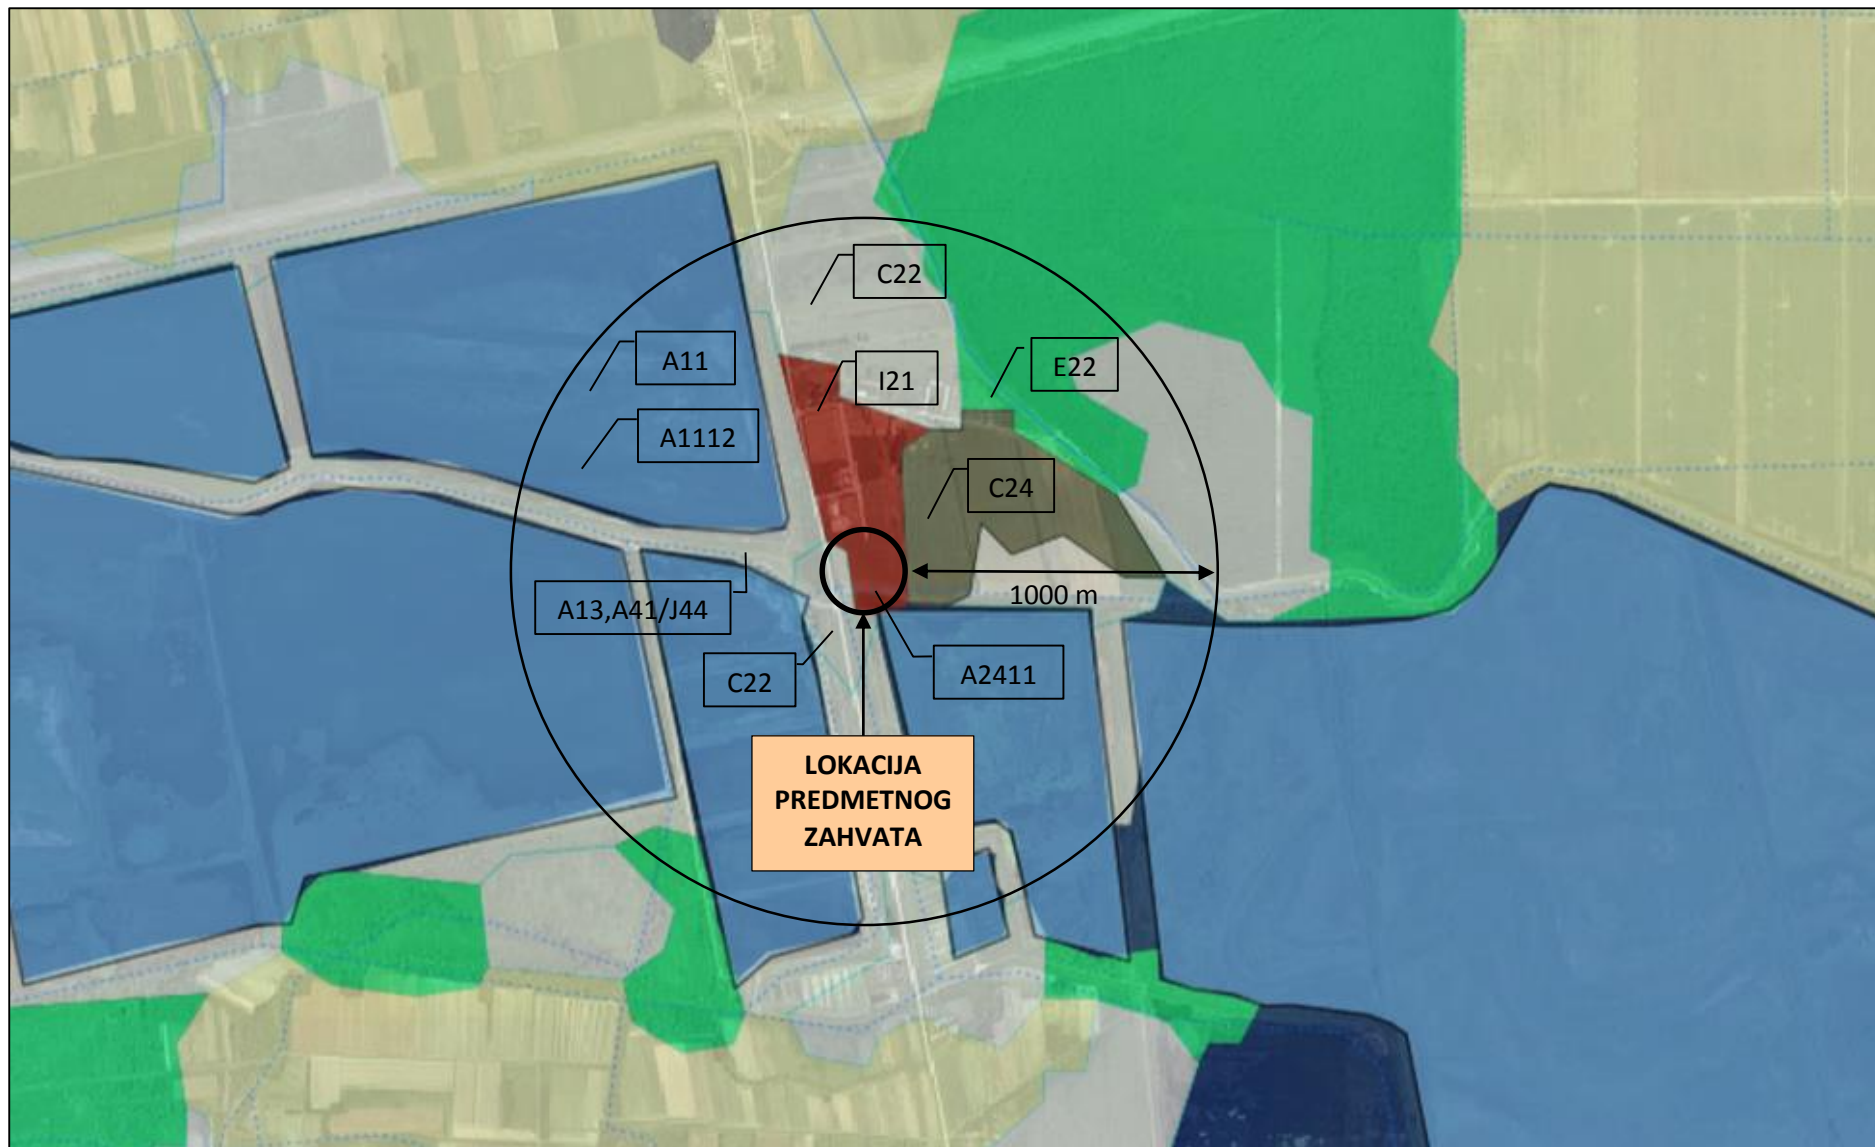 C22
A11
I21
E22
A1112
C24
1000 m
A13,A41/J44
C22
A2411
LOKACIJA
PREDMETNOG
ZAHVATA